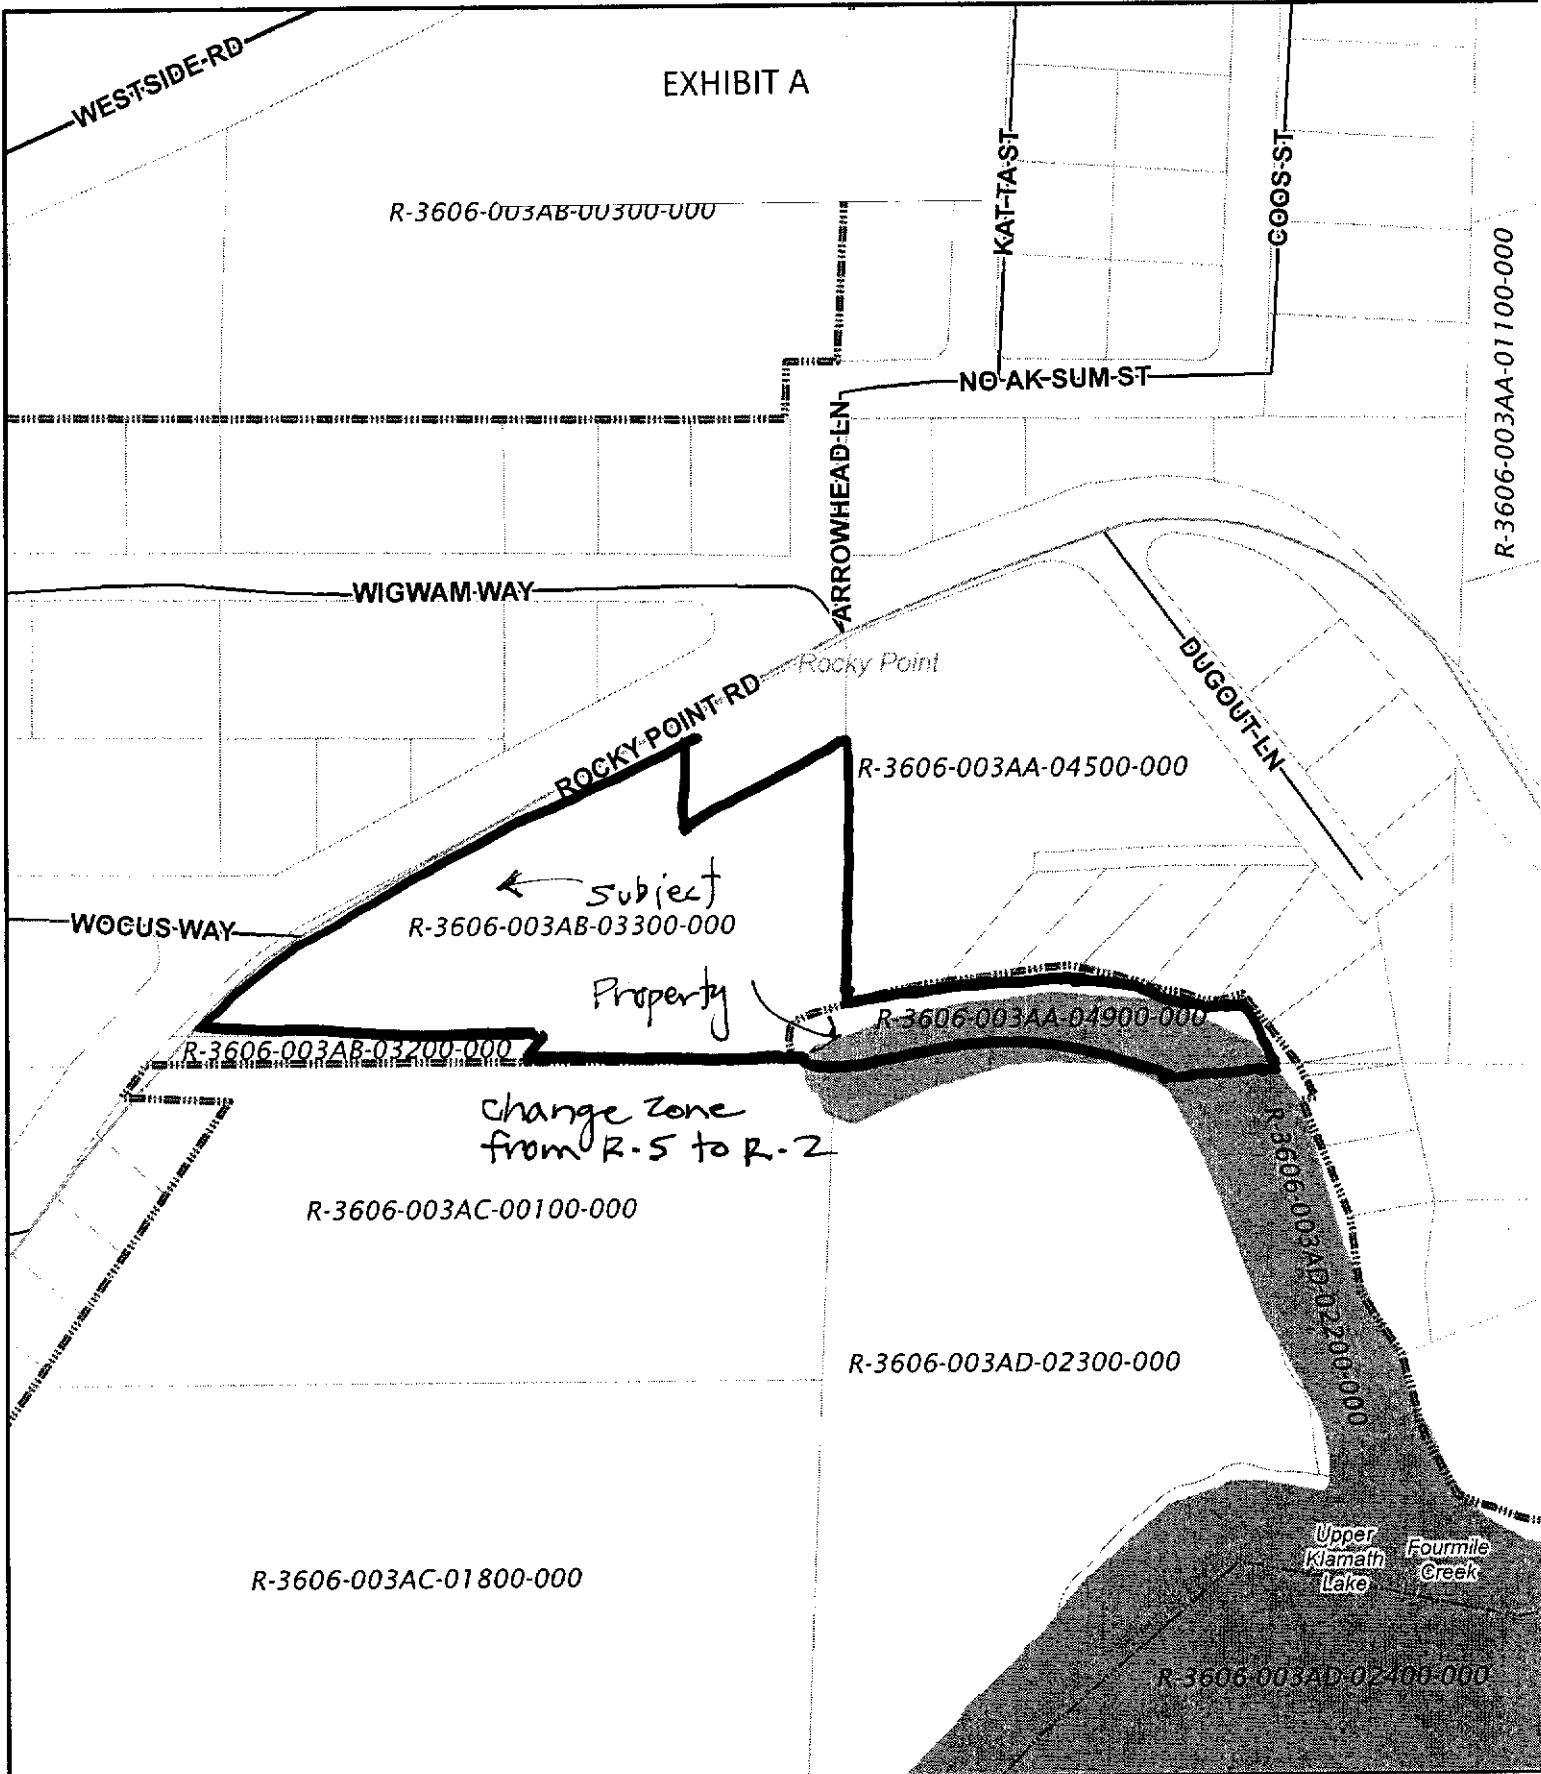 WESTSIDE-RD
EXHIBIT A
KAT-TA-ST
COOS-ST
R-3606-003AB-00300-000
R-3606-003AA-01100-000
NO-AK-SUM-ST
ARROWHEAD-LN
WIGWAM-WAY
Rocky Point
DUGOUT-LN
ROCKY-POINT-RD
R-3606-003AA-04500-000
subject
R-3606-003AB-03300-000
WOCUS-WAY
Property
R-3606-003AA-04900-000
R-3606-003AB-03200-000
change zone
from R-5 to R-2
R-3606-003AD-02200-000
R-3606-003AC-00100-000
R-3606-003AD-02300-000
Upper
Klamath
Lake
Fourmile
Creek
R-3606-003AC-01800-000
R-3606-003AD-02400-000